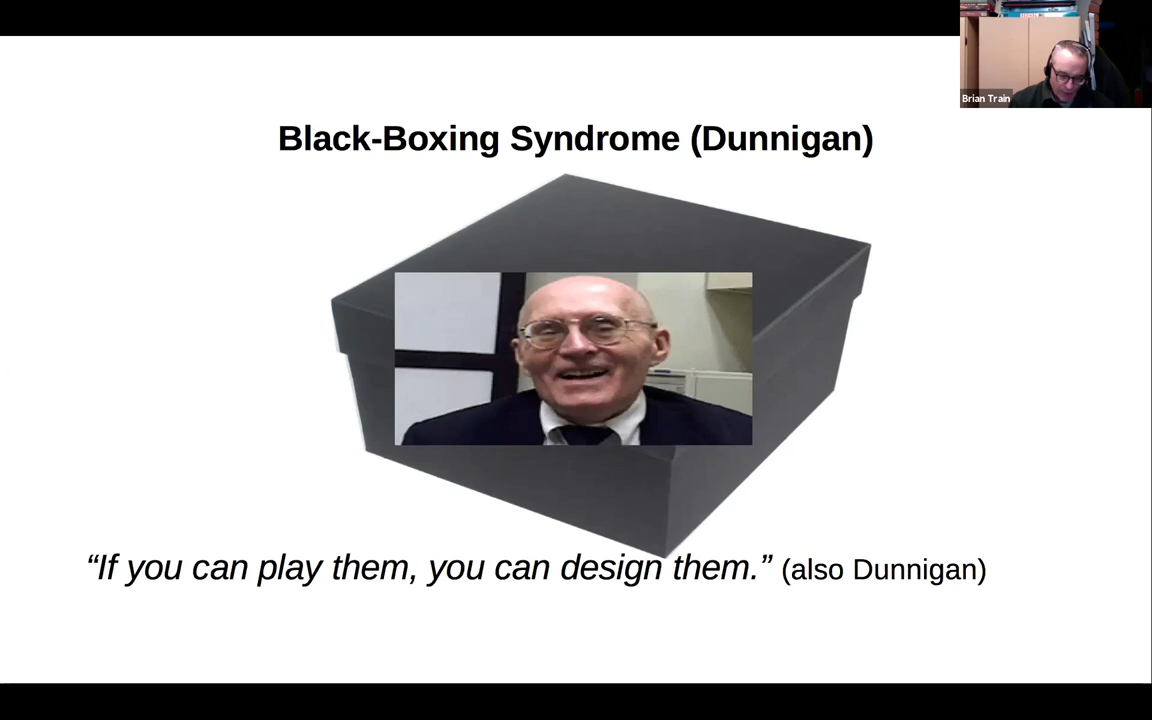 Brian Train
Black-Boxing Syndrome (Dunnigan)
“If you can play them, you can design them.” (also Dunnigan)